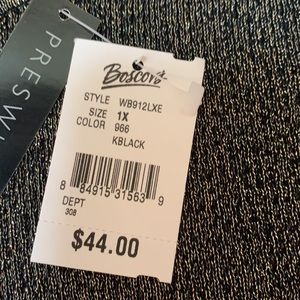 PRESW
Boscov's
STYLE WB912LXE
SIZE 1X
COLOR 966
KBLACK
8 84915 31563 9
DEPT
308
$44.00